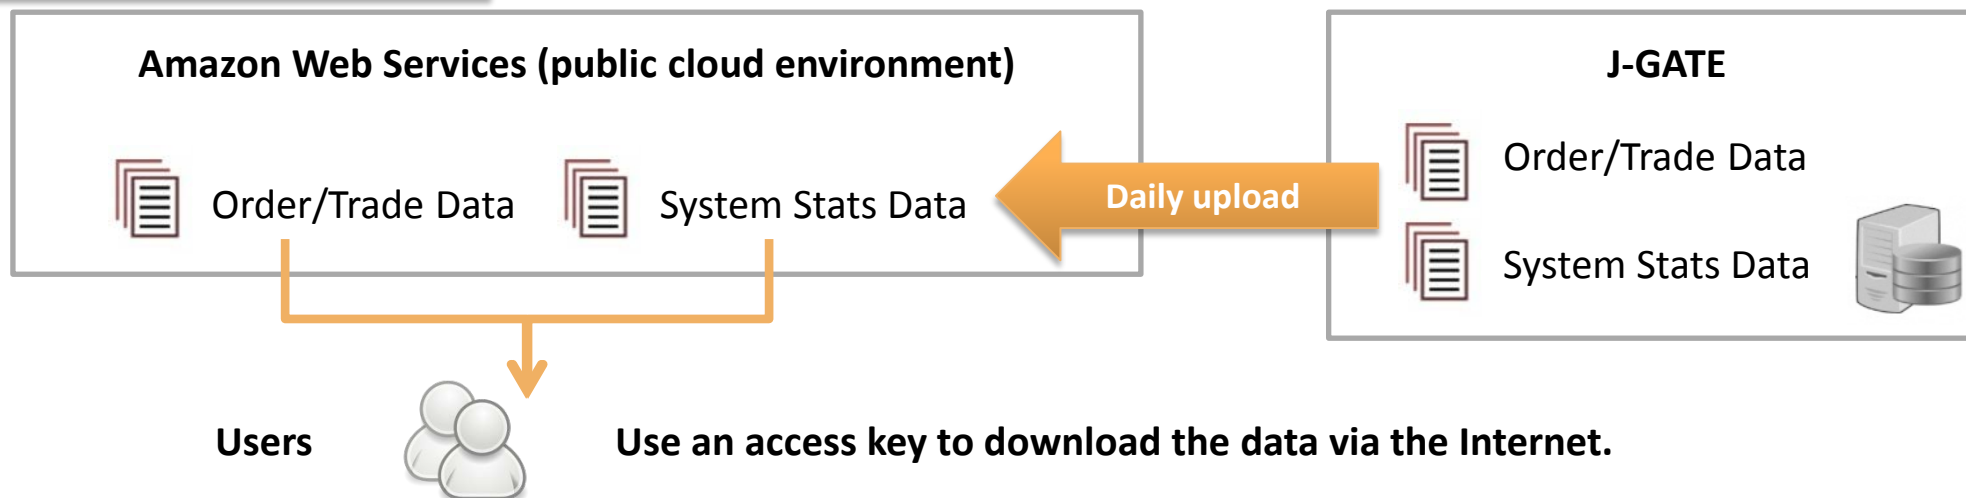 Amazon Web Services (public cloud environment)
Order/Trade Data
System Stats Data
Daily upload
J-GATE
Order/Trade Data
System Stats Data
Users
Use an access key to download the data via the Internet.